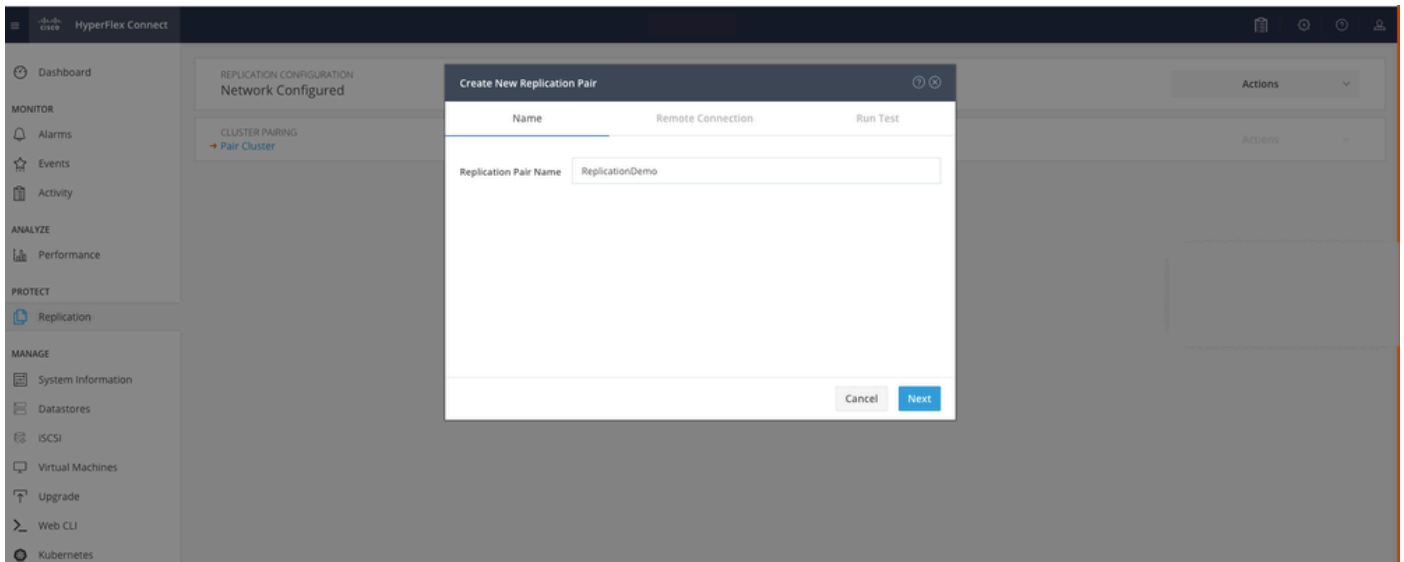 cisco HyperFlex Connect
Dashboard
MONITOR
Alarms
Events
Activity
ANALYZE
Performance
PROTECT
Replication
MANAGE
System Information
Datastores
iSCSI
Virtual Machines
Upgrade
Web CLI
Kubernetes
REPLICATION CONFIGURATION
Network Configured
Actions
CLUSTER PAIRING
Pair Cluster
Actions
Create New Replication Pair
Name Remote Connection Run Test
Replication Pair Name ReplicationDemo
Cancel Next